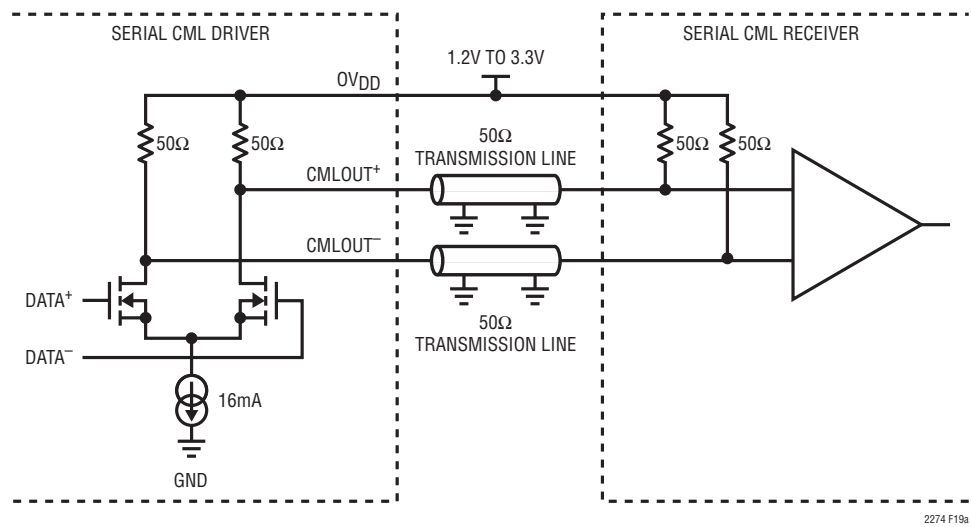 SERIAL CML DRIVER
SERIAL CML RECEIVER
1.2V TO 3.3V
OVDD
50Ω
50Ω
50Ω
TRANSMISSION LINE
50Ω
50Ω
CMLOUT+
CMLOUT−
DATA+
DATA−
50Ω
TRANSMISSION LINE
16mA
GND
2274 F19a